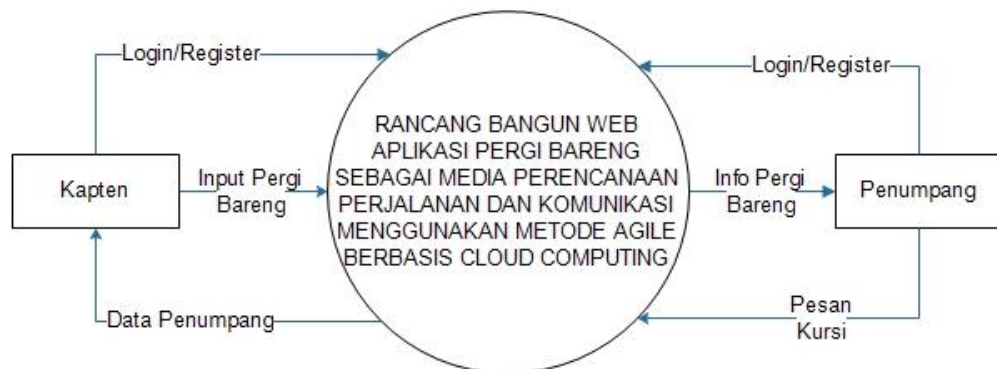 Login/Register
Login/Register
RANCANG BANGUN WEB
APLIKASI PERGI BARENG
SEBAGAI MEDIA PERENCANAAN
PERJALANAN DAN KOMUNIKASI
MENGGUNAKAN METODE AGILE
BERBASIS CLOUD COMPUTING
Kapten
Input Pergi
Bareng
Info Pergi
Bareng
Penumpang
Data Penumpang
Pesan
Kursi